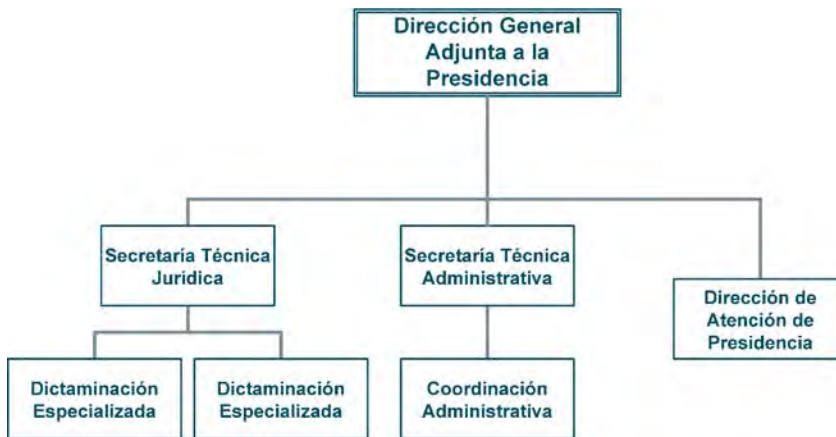 Dirección General
Adjunta a la
Presidencia
Secretaría Técnica
Juridica
Secretaría Técnica
Administrativa
Dirección de
Atención de
Presidencia
Dictaminación
Especializada
Dictaminación
Especializada
Coordinación
Administrativa